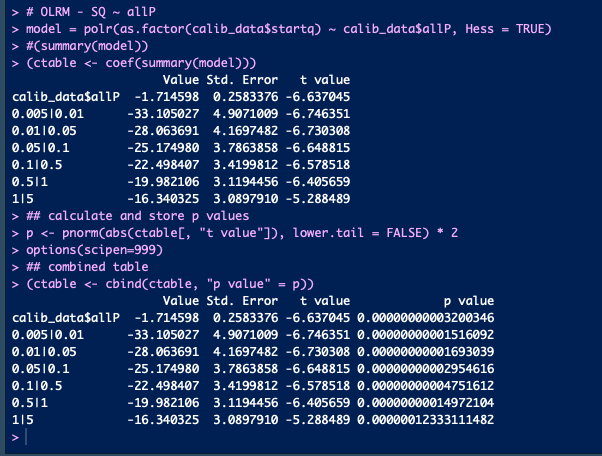 > # OLRM - SQ ~ allP
> model = polr(as.factor(calib_data$startq) ~ calib_data$allP, Hess = TRUE)
> #(summary(model))
> (ctable <- coef(summary(model)))
                     Value Std. Error   t value
calib_data$allP  -1.714598  0.2583376 -6.637045
0.005|0.01      -33.105027  4.9071009 -6.746351
0.01|0.05       -28.063691  4.1697482 -6.730308
0.05|0.1        -25.174980  3.7863858 -6.648815
0.1|0.5         -22.498407  3.4199812 -6.578518
0.5|1           -19.982106  3.1194456 -6.405659
1|5             -16.340325  3.0897910 -5.288489
> ## calculate and store p values
> p <- pnorm(abs(ctable[, "t value"]), lower.tail = FALSE) * 2
> options(scipen=999)
> ## combined table
> (ctable <- cbind(ctable, "p value" = p))
                     Value Std. Error   t value             p value
calib_data$allP  -1.714598  0.2583376 -6.637045 0.00000000003200346
0.005|0.01      -33.105027  4.9071009 -6.746351 0.00000000001516092
0.01|0.05       -28.063691  4.1697482 -6.730308 0.00000000001693039
0.05|0.1        -25.174980  3.7863858 -6.648815 0.00000000002954616
0.1|0.5         -22.498407  3.4199812 -6.578518 0.00000000004751612
0.5|1           -19.982106  3.1194456 -6.405659 0.00000000014972104
1|5             -16.340325  3.0897910 -5.288489 0.00000012333111482
>